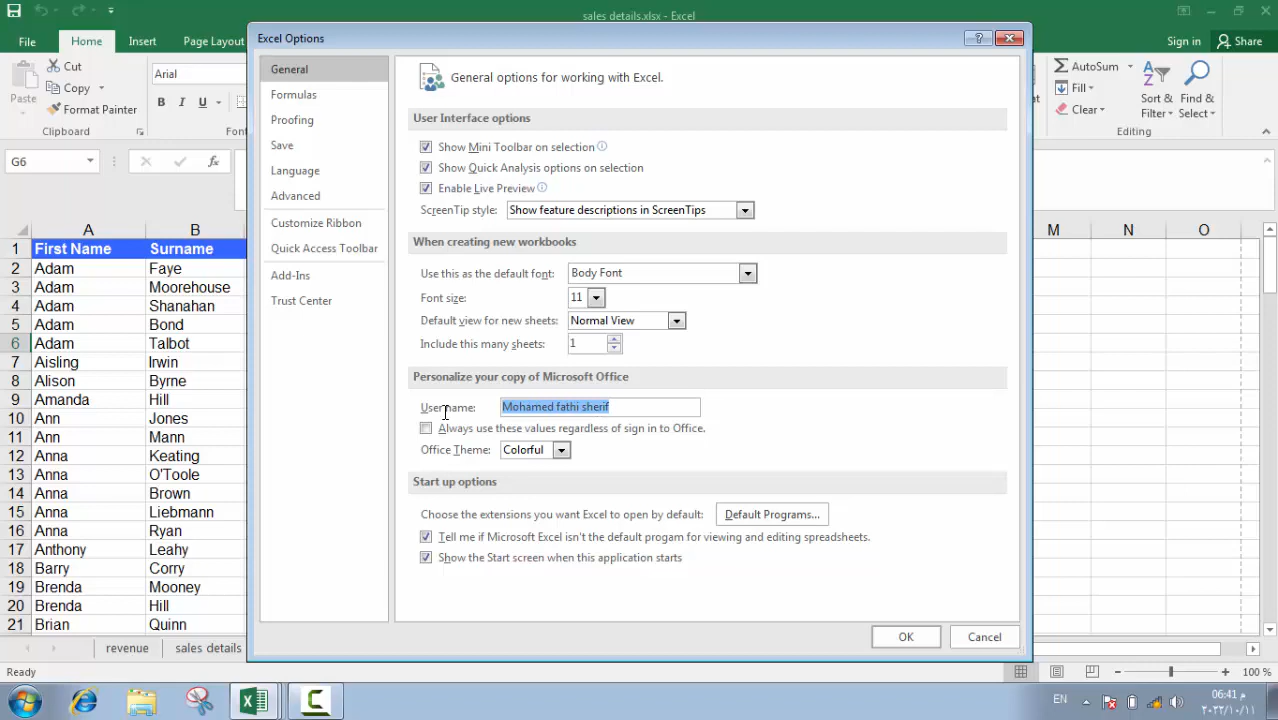 sales details.xlsx - Excel
File Home Insert Page Layout Sign in Share
Cut
Copy
Format Painter
Paste
Clipboard
Arial
B I U
AutoSum
Fill
Clear
Sort & Filter
Find & Select
Editing
G6 fx
Excel Options
General
Formulas
Proofing
Save
Language
Advanced
Customize Ribbon
Quick Access Toolbar
Add-Ins
Trust Center
General options for working with Excel.
User Interface options
Show Mini Toolbar on selection
Show Quick Analysis options on selection
Enable Live Preview
ScreenTip style: Show feature descriptions in ScreenTips
When creating new workbooks
Use this as the default font: Body Font
Font size: 11
Default view for new sheets: Normal View
Include this many sheets: 1
Personalize your copy of Microsoft Office
Username: Mohamed fathi sherif
Always use these values regardless of sign in to Office.
Office Theme: Colorful
Start up options
Choose the extensions you want Excel to open by default: Default Programs...
Tell me if Microsoft Excel isn't the default progam for viewing and editing spreadsheets.
Show the Start screen when this application starts
OK Cancel
A B M N O
1 First Name Surname
2 Adam Faye
3 Adam Moorehouse
4 Adam Shanahan
5 Adam Bond
6 Adam Talbot
7 Aisling Irwin
8 Alison Byrne
9 Amanda Hill
10 Ann Jones
11 Ann Mann
12 Anna Keating
13 Anna O'Toole
14 Anna Brown
15 Anna Liebmann
16 Anna Ryan
17 Anthony Leahy
18 Barry Corry
19 Brenda Mooney
20 Brenda Hill
21 Brian Quinn
revenue sales details
Ready 100 %
EN
06:41 م
٢٠٢٢/١٠/١١